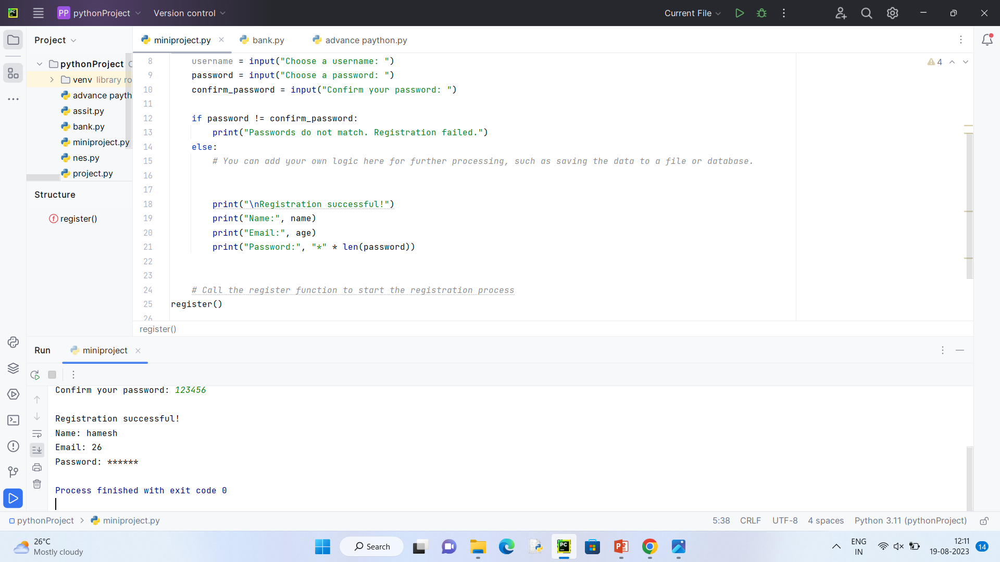 PC
PP pythonProject Version control Current File
Project miniproject.py bank.py advance paython.py
pythonProject
venv library ro
advance payth
assit.py
bank.py
miniproject.py
nes.py
project.py
Structure
register()
4
8 username = input("Choose a username: ")
9 password = input("Choose a password: ")
10 confirm_password = input("Confirm your password: ")
11
12 if password != confirm_password:
13 print("Passwords do not match. Registration failed.")
14 else:
15 # You can add your own logic here for further processing, such as saving the data to a file or database.
16
17
18 print("\nRegistration successful!")
19 print("Name:", name)
20 print("Email:", age)
21 print("Password:", "*" * len(password))
22
23
24 # Call the register function to start the registration process
25 register()
26
register()
Run miniproject
Confirm your password: 123456
Registration successful!
Name: hamesh
Email: 26
Password: ******
Process finished with exit code 0
pythonProject > miniproject.py 5:38 CRLF UTF-8 4 spaces Python 3.11 (pythonProject)
26°C
Mostly cloudy
Search
PC
ENG
IN
12:11
19-08-2023
14